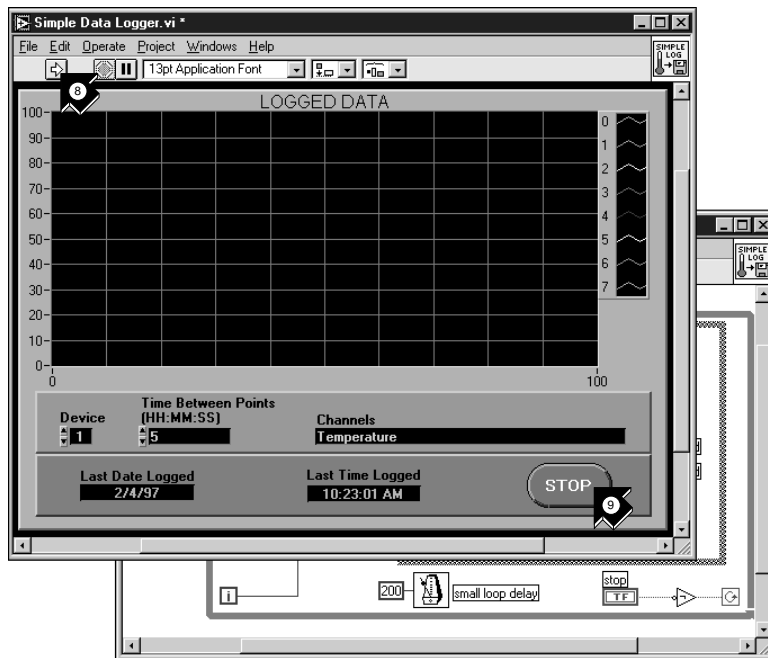 Simple Data Logger.vi *
File Edit Operate Project Windows Help
13pt Application Font
SIMPLE
LOG
8
LOGGED DATA
100
90
80
70
60
50
40
30
20
10
0
0
100
0
1
2
3
4
5
6
7
SIMPLE
LOG
Time Between Points
Device (HH:MM:SS) Channels
1 5 Temperature
Last Date Logged Last Time Logged
2/4/97 10:23:01 AM
STOP
9
i
200
small loop delay
stop
TF